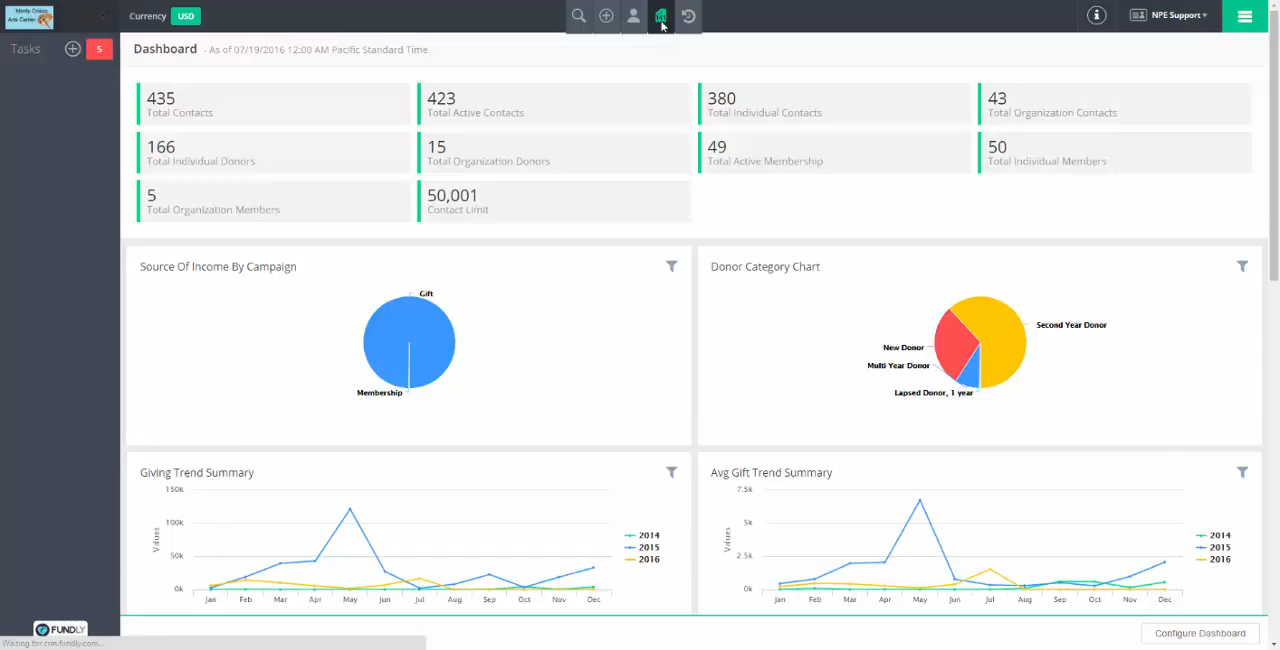 Monty Crisps
Arts Center
Currency USD
NPE Support
Tasks 5
Dashboard - As of 07/19/2016 12:00 AM Pacific Standard Time
435 423 380 43
Total Contacts Total Active Contacts Total Individual Contacts Total Organization Contacts
166 15 49 50
Total Individual Donors Total Organization Donors Total Active Membership Total Individual Members
5 50,001
Total Organization Members Contact Limit
Source Of Income By Campaign
Gift
Membership
Donor Category Chart
Second Year Donor
New Donor
Multi Year Donor
Lapsed Donor, 1 year
Giving Trend Summary
150k
100k
50k
0k
Values
Jan Feb Mar Apr May Jun Jul Aug Sep Oct Nov Dec
2014
2015
2016
Avg Gift Trend Summary
7.5k
5k
2.5k
0k
Values
Jan Feb Mar Apr May Jun Jul Aug Sep Oct Nov Dec
2014
2015
2016
FUNDLY
Waiting for crm.fundly.com...
Configure Dashboard